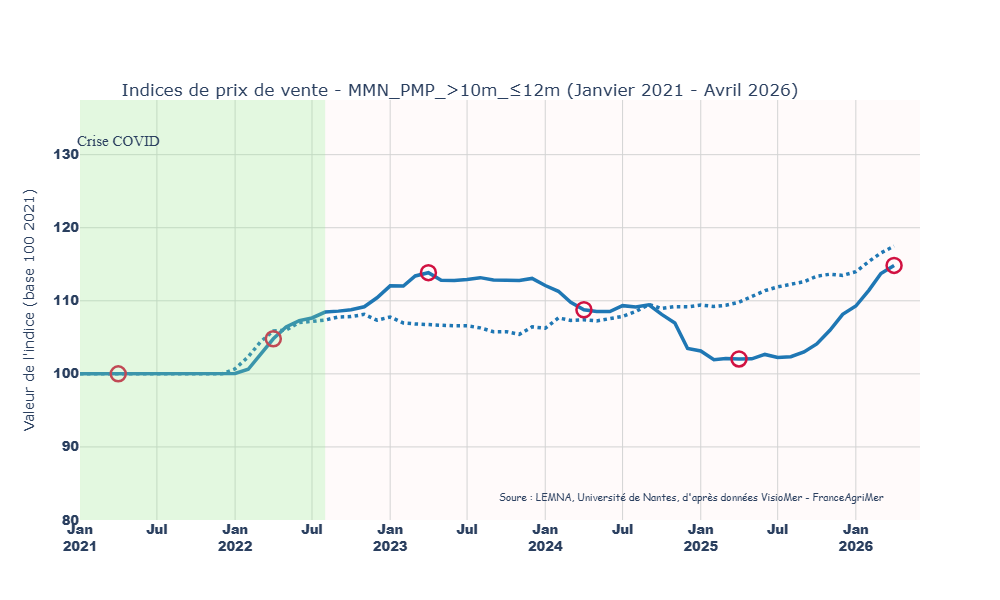 Indices de prix de vente - MMN_PMP_>10m_≤12m (Janvier 2021 - Avril 2026)
Crise COVID
Valeur de l'indice (base 100 2021)
130
120
110
100
90
80
Soure : LEMNA, Université de Nantes, d'après données VisioMer - FranceAgriMer
Jan Jul Jan Jul Jan Jul Jan Jul Jan Jul Jan
2021 2022 2023 2024 2025 2026